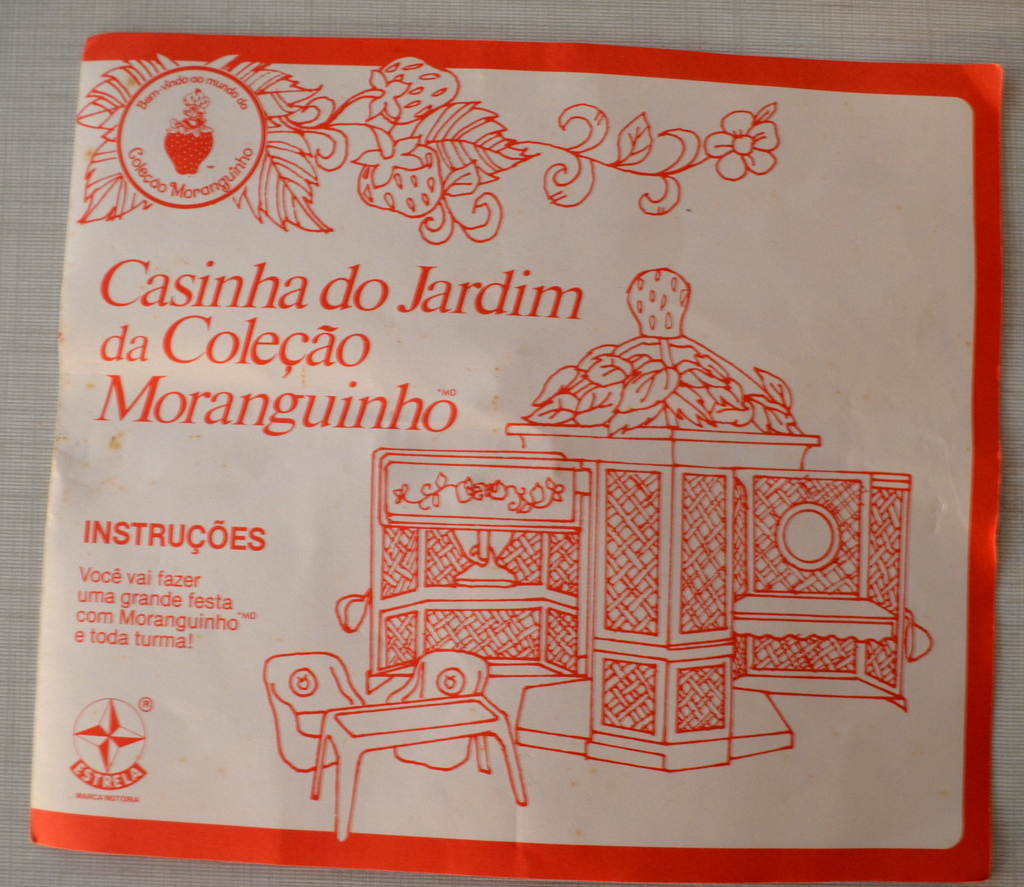 Bem-vindo ao mundo da
Coleção Moranguinho
Casinha do Jardim
da Coleção
Moranguinho*MD
INSTRUÇÕES
Você vai fazer
uma grande festa
com Moranguinho*MD
e toda turma!
®
ESTRELA
MARCA NOTÓRIA